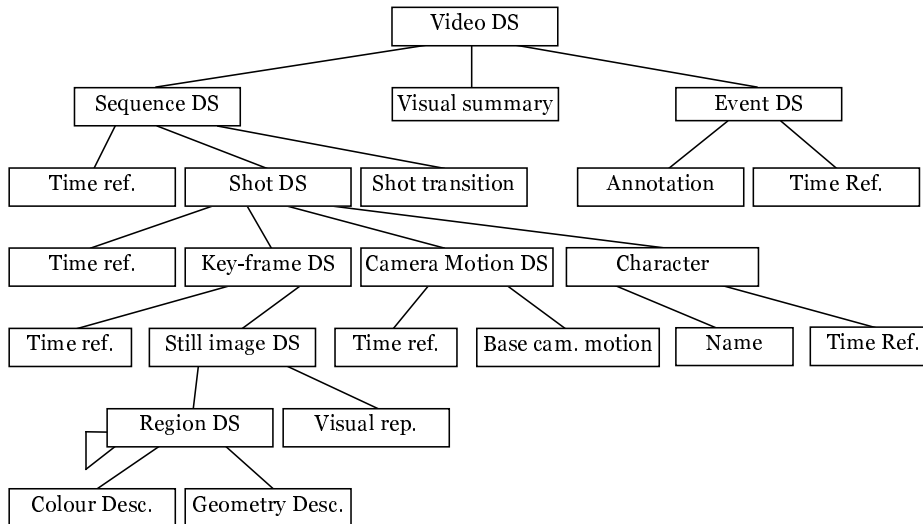 Video DS
Sequence DS
Visual summary
Event DS
Time ref.
Shot DS
Shot transition
Annotation
Time Ref.
Time ref.
Key-frame DS
Camera Motion DS
Character
Time ref.
Still image DS
Time ref.
Base cam. motion
Name
Time Ref.
Region DS
Visual rep.
Colour Desc.
Geometry Desc.